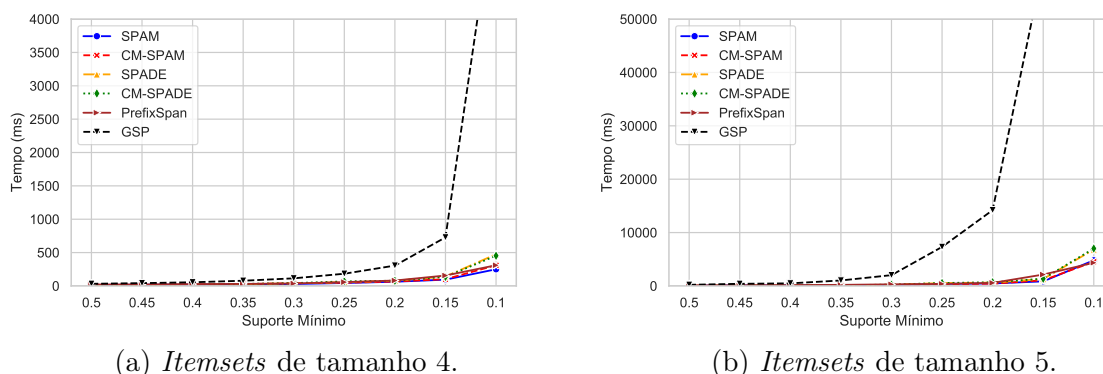 4000
3500
3000
2500
2000
1500
1000
500
0
Tempo (ms)
SPAM
CM-SPAM
SPADE
CM-SPADE
PrefixSpan
GSP
0.5 0.45 0.4 0.35 0.3 0.25 0.2 0.15 0.1
Suporte Mínimo
(a) Itemsets de tamanho 4.
50000
40000
30000
20000
10000
0
Tempo (ms)
SPAM
CM-SPAM
SPADE
CM-SPADE
PrefixSpan
GSP
0.5 0.45 0.4 0.35 0.3 0.25 0.2 0.15 0.1
Suporte Mínimo
(b) Itemsets de tamanho 5.